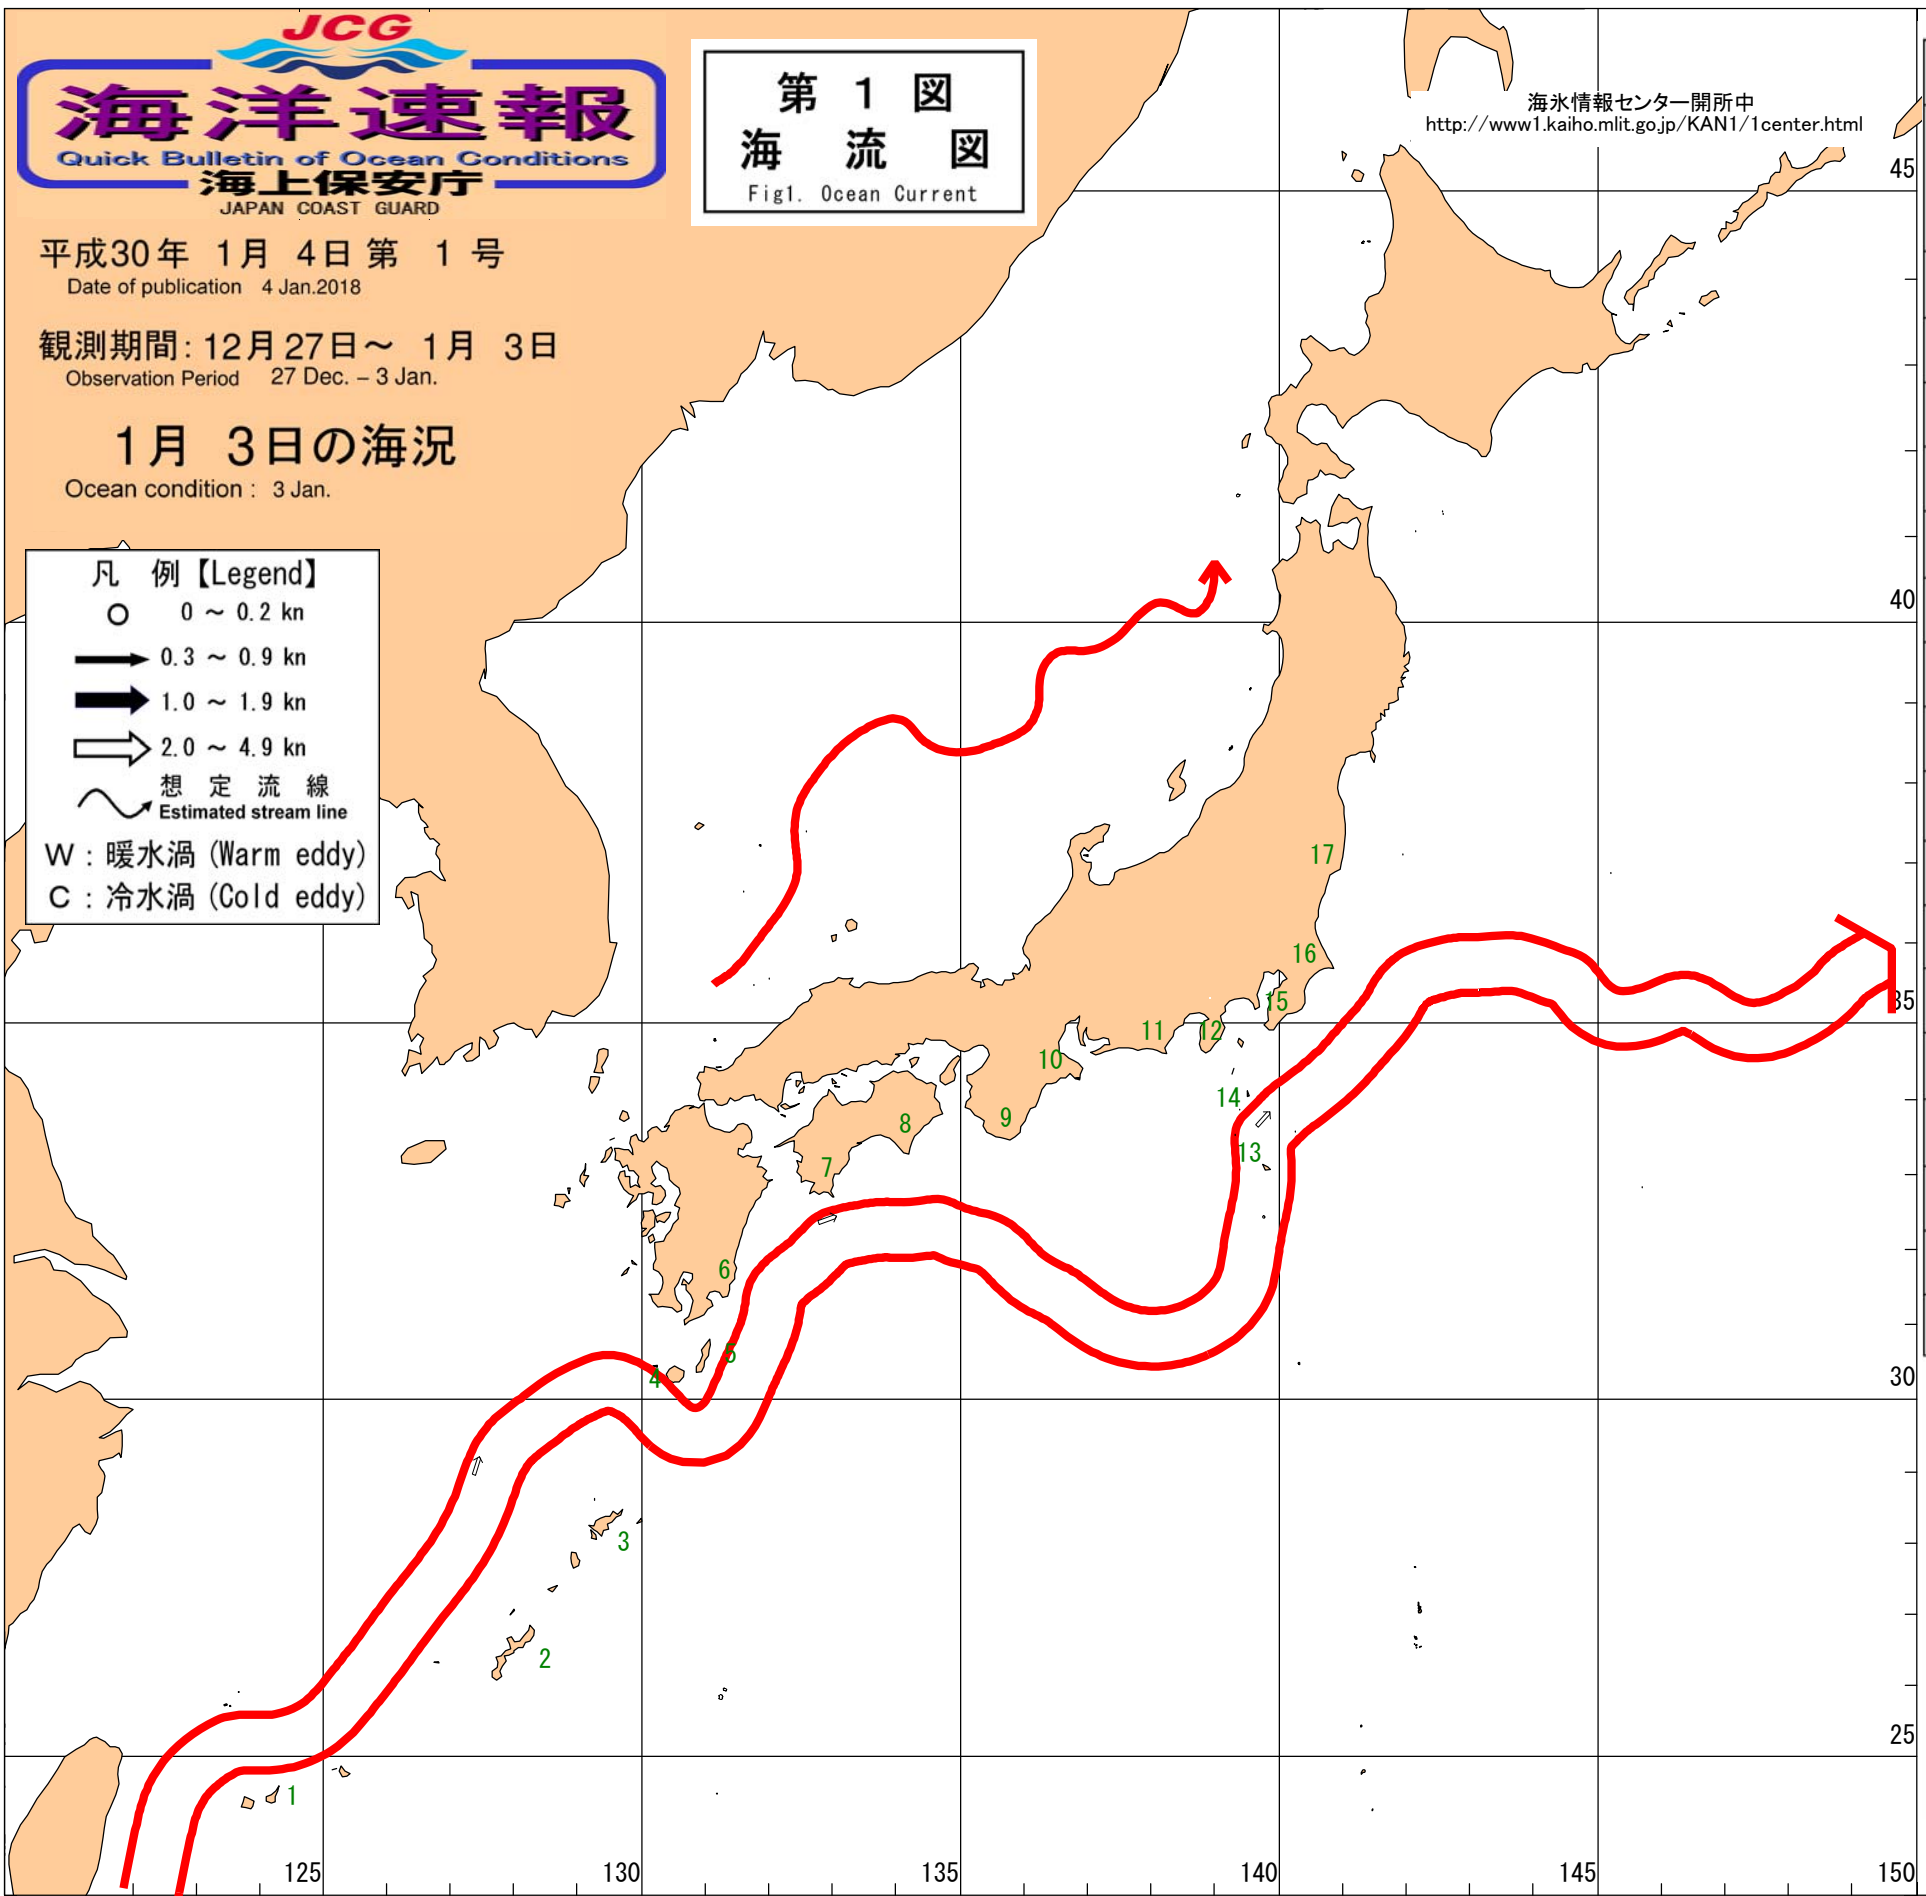 JCG
海洋速報
Quick Bulletin of Ocean Conditions
海上保安庁
JAPAN COAST GUARD
第 1 図
海 流 図
Fig1. Ocean Current
海氷情報センター開所中
http://www1.kaiho.mlit.go.jp/KAN1/1center.html
平成30年 1月 4日 第 1 号
Date of publication 4 Jan.2018
観測期間: 12月27日～ 1月 3日
Observation Period 27 Dec. – 3 Jan.
1月 3日の海況
Ocean condition : 3 Jan.
凡 例【Legend】
0 ～ 0.2 kn
0.3 ～ 0.9 kn
1.0 ～ 1.9 kn
2.0 ～ 4.9 kn
想 定 流 線
Estimated stream line
W : 暖水渦 (Warm eddy)
C : 冷水渦 (Cold eddy)
45
40
35
30
25
17
16
15
12
11
10
14
13
9
8
7
6
5
4
3
2
1
125
130
135
140
145
150